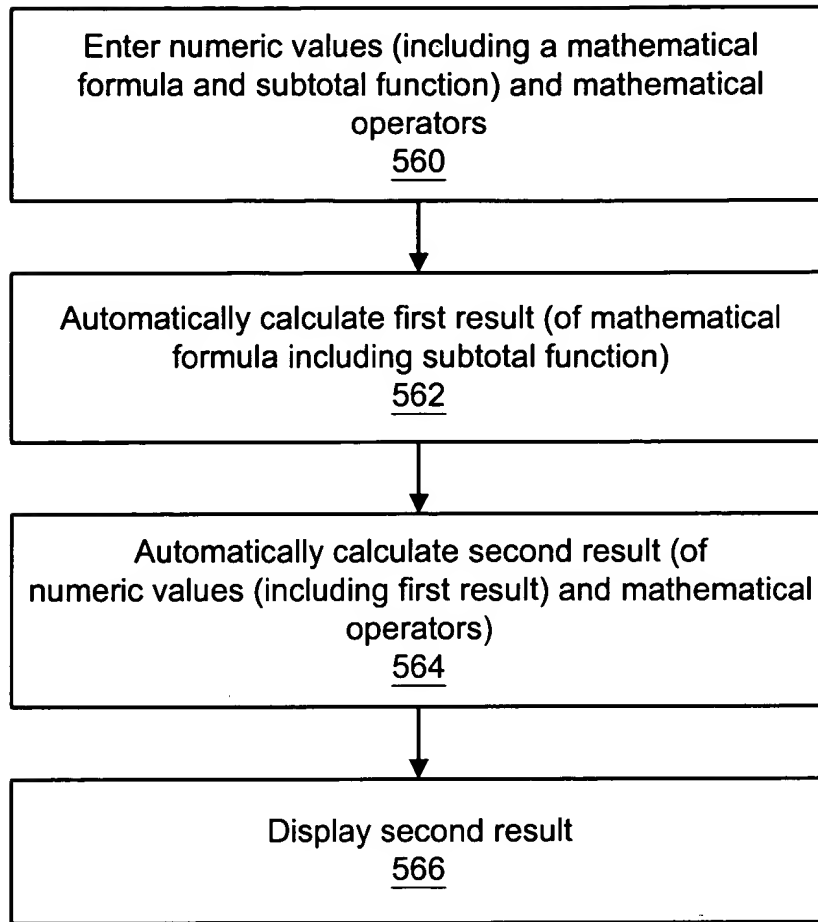 Enter numeric values (including a mathematical
formula and subtotal function) and mathematical
operators
560
Automatically calculate first result (of mathematical
formula including subtotal function)
562
Automatically calculate second result (of
numeric values (including first result) and mathematical
operators)
564
Display second result
566